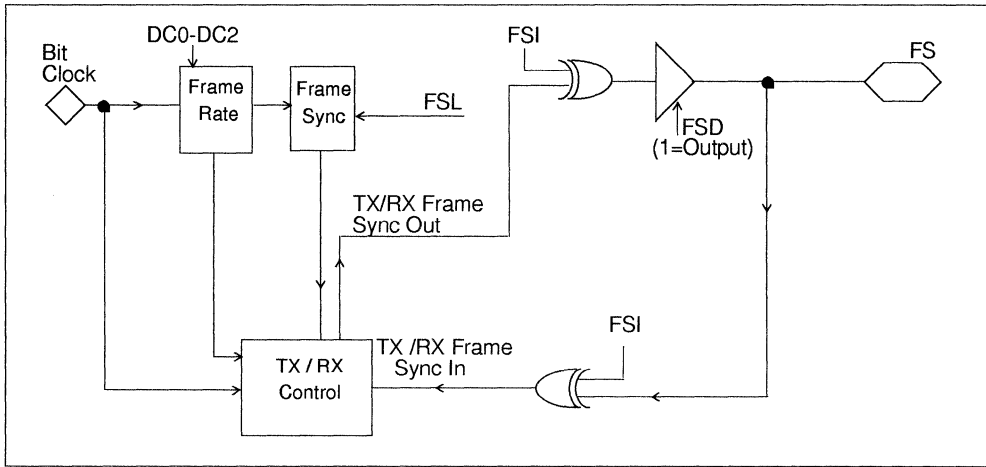 DC0-DC2
Bit
Clock
Frame
Rate
Frame
Sync
FSL
FSI
FS
FSD
(1=Output)
TX/RX Frame
Sync Out
FSI
TX / RX
Control
TX /RX Frame
Sync In